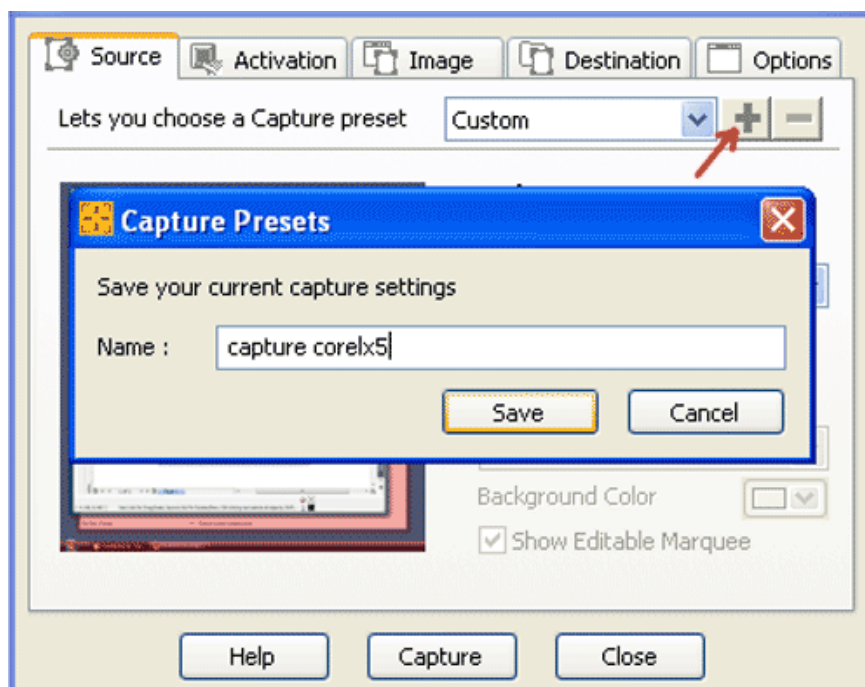 Source Activation Image Destination Options
Lets you choose a Capture preset Custom
Capture Presets
Save your current capture settings
Name : capture corelx5
Save Cancel
Background Color
Show Editable Marquee
Help Capture Close